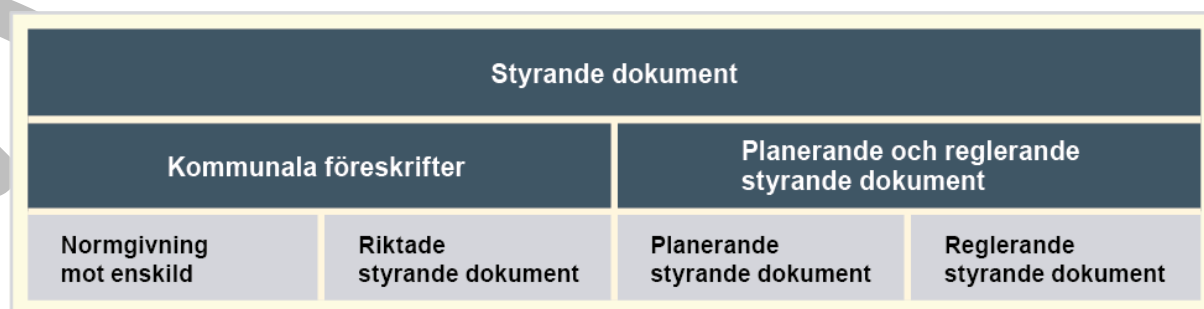 Styrande dokument
Kommunala föreskrifter
Planerande och reglerande
styrande dokument
Normgivning
mot enskild
Riktade
styrande dokument
Planerande
styrande dokument
Reglerande
styrande dokument